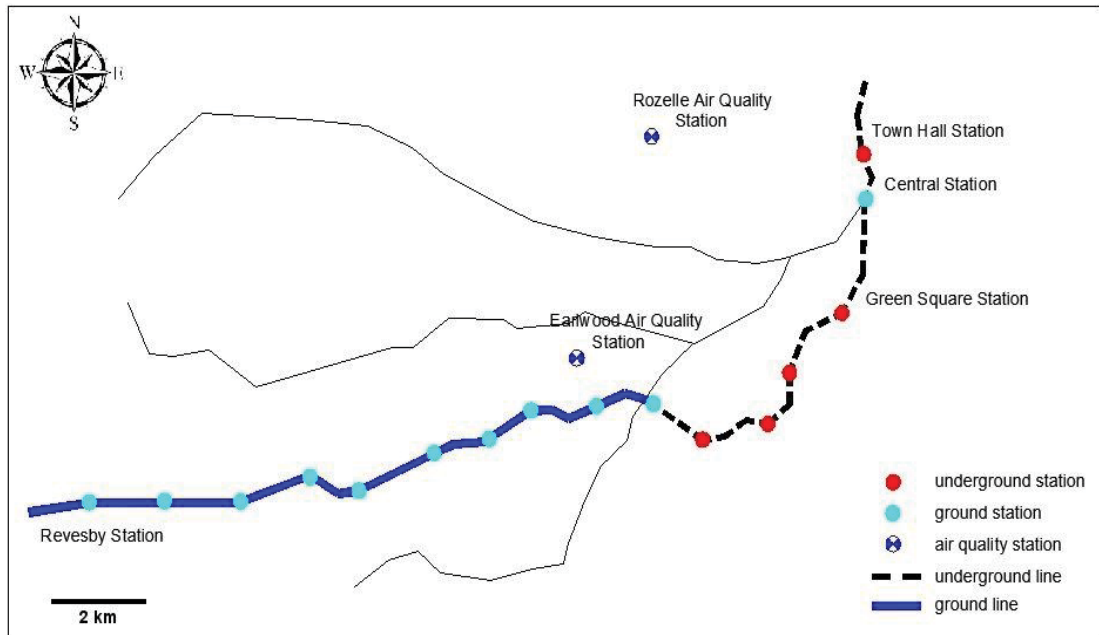 N
W
E
S
Rozelle Air Quality
Station
Town Hall Station
Central Station
Green Square Station
Earlwood Air Quality
Station
Revesby Station
underground station
ground station
air quality station
underground line
ground line
2 km